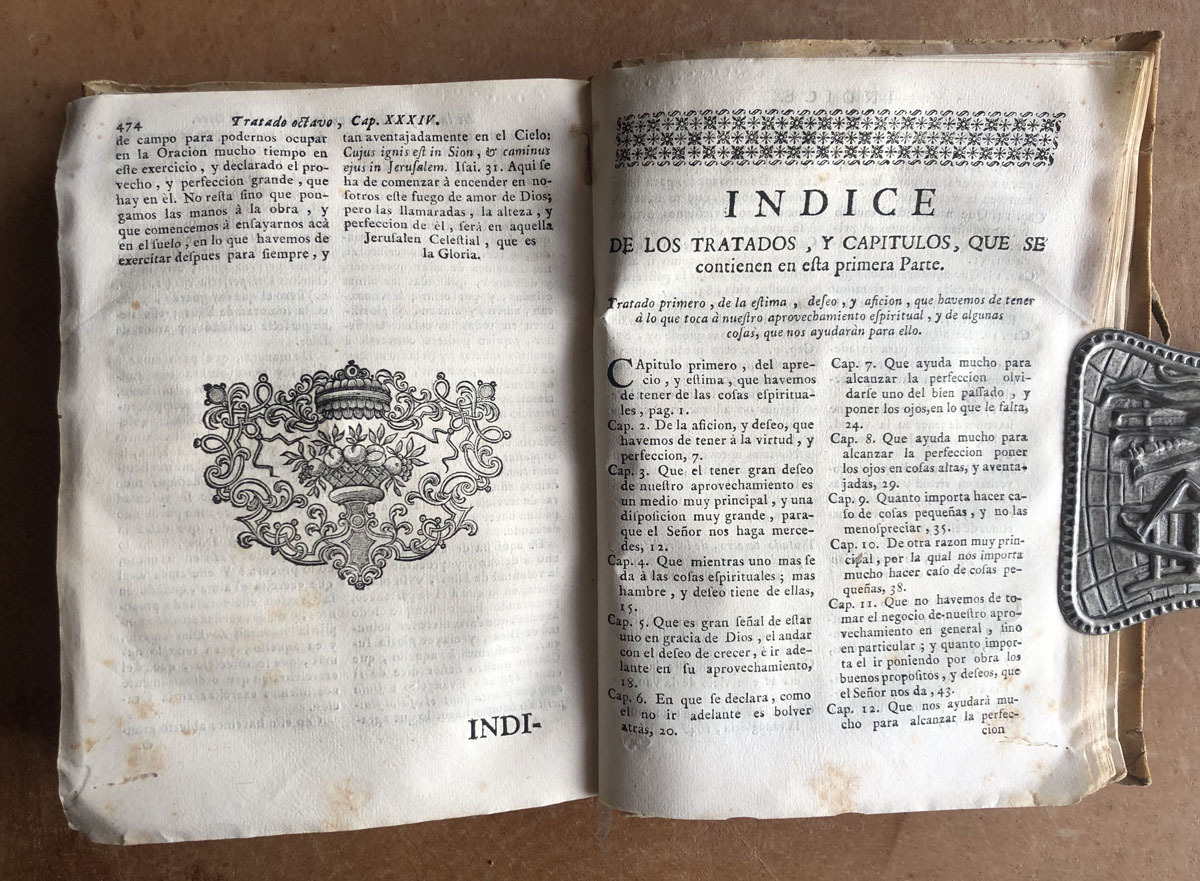 474 Tratado octavo, Cap. XXXIV.
de campo para podernos ocupar
en la Oracion mucho tiempo en
eſte exercicio, y declarado el pro-
vecho, y perfeccion grande, que
hay en èl. No reſta ſino que pon-
gamos las manos à la obra, y
que comencemos à enſayarnos acà
en el ſuelo, en lo que havemos de
exercitar deſpues para ſiempre, y
tan aventajadamente en el Cielo:
Cujus ignis eſt in Sion, & caminus
ejus in Jeruſalem. Iſai. 31. Aqui ſe
ha de comenzar à encender en no-
ſotros eſte fuego de amor de Dios;
pero las llamaradas, la alteza, y
perfeccion de èl, ſerà en aquella
Jeruſalen Celeſtial, que es
la Gloria.
INDI-
INDICE
DE LOS TRATADOS, Y CAPITULOS, QUE SE
contienen en eſta primera Parte.
Tratado primero, de la eſtima, deſeo, y aficion, que havemos de tener
à lo que toca à nueſtro aprovechamiento eſpiritual, y de algunas
coſas, que nos ayudaràn para ello.
CApitulo primero, del apre-
cio, y eſtima, que havemos
de tener de las coſas eſpiritua-
les, pag. 1.
Cap. 2. De la aficion, y deſeo, que
havemos de tener à la virtud, y
perfeccion, 7.
Cap. 3. Que el tener gran deſeo
de nueſtro aprovechamiento es
un medio muy principal, y una
diſpoſicion muy grande, para-
que el Señor nos haga merce-
des, 12.
Cap. 4. Que mientras uno mas ſe
da à las coſas eſpirituales; mas
hambre, y deſeo tiene de ellas,
15.
Cap. 5. Que es gran ſeñal de eſtar
uno en gracia de Dios, el andar
con el deſeo de crecer, è ir ade-
lante en ſu aprovechamiento,
18.
Cap. 6. En que ſe declara, como
el no ir adelante es bolver
atràs, 20.
Cap. 7. Que ayuda mucho para
alcanzar la perfeccion olvi-
darſe uno del bien paſſado, y
poner los ojos,en lo que le falta,
24.
Cap. 8. Que ayuda mucho para
alcanzar la perfeccion poner
los ojos en coſas altas, y aventa-
jadas, 29.
Cap. 9. Quanto importa hacer ca-
ſo de coſas pequeñas, y no las
menoſpreciar, 35.
Cap. 10. De otra razon muy prin-
cipal, por la qual nos importa
mucho hacer caſo de coſas pe-
queñas, 38.
Cap. 11. Que no havemos de to-
mar el negocio de nueſtro apro-
vechamiento en general, ſino
en particular; y quanto impor-
ta el ir poniendo por obra los
buenos propoſitos, y deſeos, que
el Señor nos da, 43.
Cap. 12. Que nos ayudarà mu-
cho para alcanzar la perfec-
cion